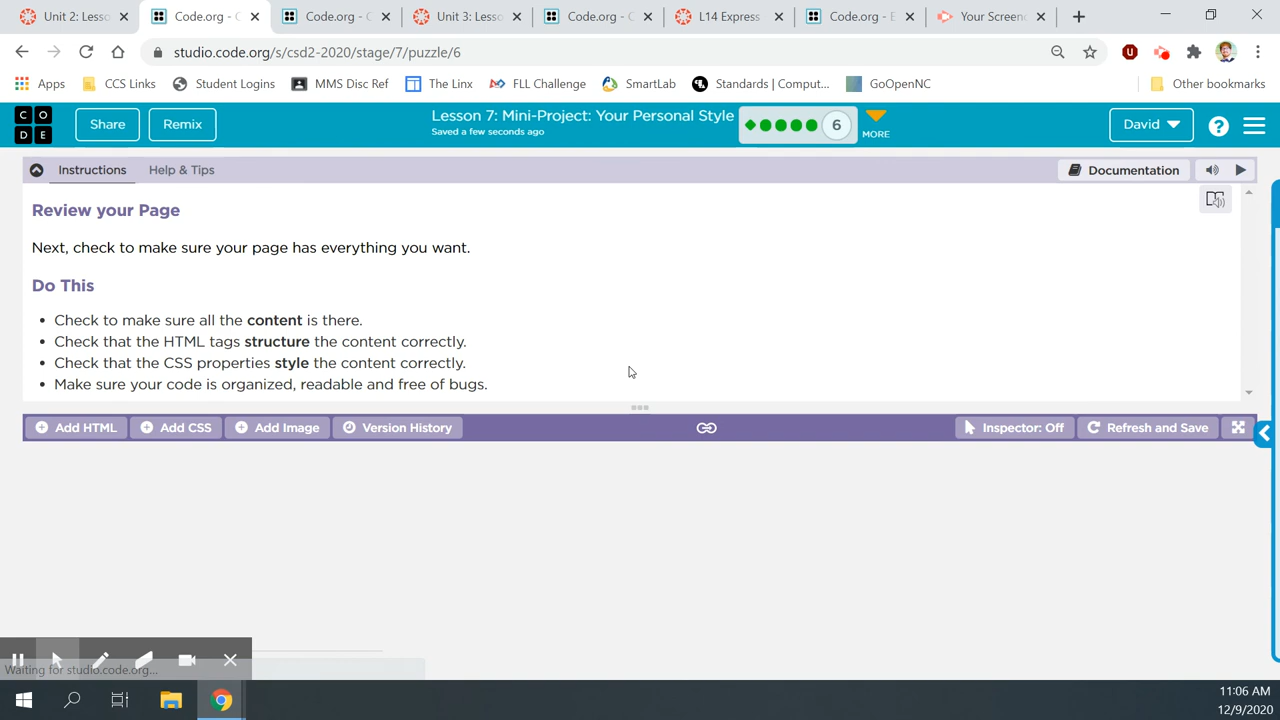 Unit 2: Lesso
Code.org - C
Code.org - C
Unit 3: Lesso
Code.org - C
L14 Express
Code.org - E
Your Screenc
studio.code.org/s/csd2-2020/stage/7/puzzle/6
Apps
CCS Links
Student Logins
MMS Disc Ref
The Linx
FLL Challenge
SmartLab
Standards | Comput...
GoOpenNC
Other bookmarks
C O
D E
Share
Remix
Lesson 7: Mini-Project: Your Personal Style
Saved a few seconds ago
6
MORE
David
Instructions
Help & Tips
Documentation
Review your Page
Next, check to make sure your page has everything you want.
Do This
• Check to make sure all the content is there.
• Check that the HTML tags structure the content correctly.
• Check that the CSS properties style the content correctly.
• Make sure your code is organized, readable and free of bugs.
Add HTML
Add CSS
Add Image
Version History
Inspector: Off
Refresh and Save
Waiting for studio.code.org...
11:06 AM
12/9/2020